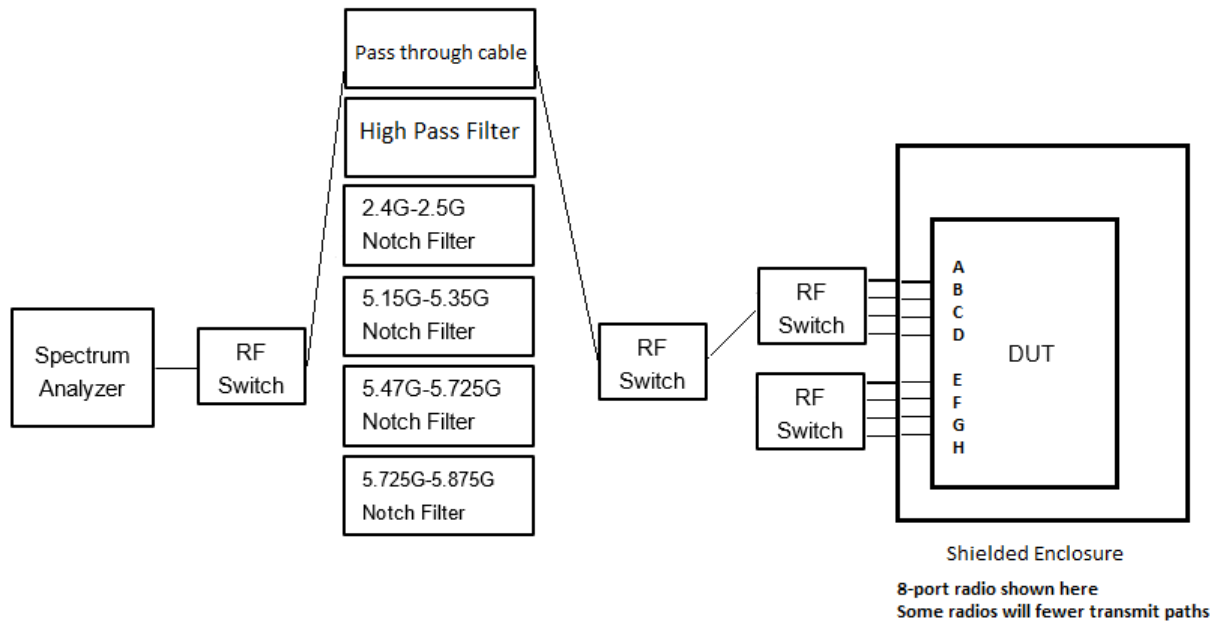 Pass through cable
High Pass Filter
2.4G-2.5G
Notch Filter
5.15G-5.35G
Notch Filter
5.47G-5.725G
Notch Filter
5.725G-5.875G
Notch Filter
Spectrum
Analyzer
RF
Switch
RF
Switch
RF
Switch
RF
Switch
A
B
C
D
E
F
G
H
DUT
Shielded Enclosure
8-port radio shown here
Some radios will fewer transmit paths